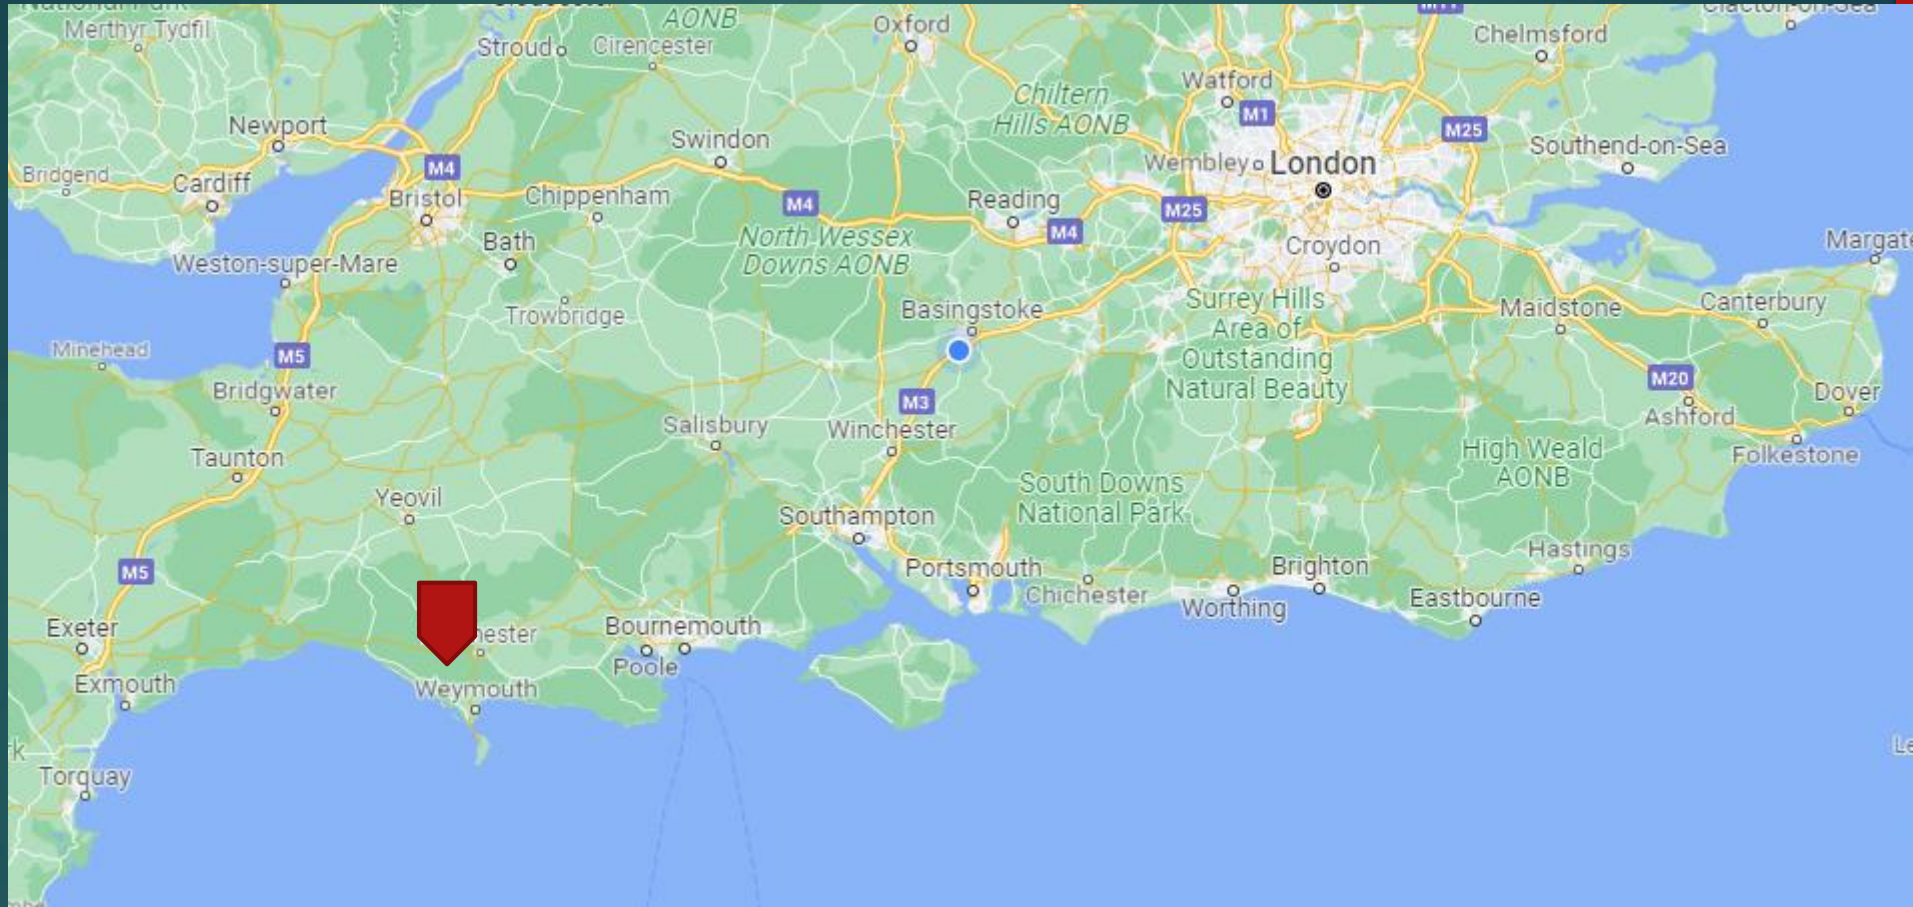 Merthyr Tydfil
AONB
Oxford
Stroud
Cirencester
Chelmsford
Clacton-on-Sea
Watford
Chiltern
Hills AONB
M1
Newport
Swindon
M25
Southend-on-Sea
M4
Wembley
London
Bridgend
Cardiff
Bristol
Chippenham
M4
Reading
M25
M4
Bath
North Wessex
Downs AONB
Croydon
Margate
Weston-super-Mare
Trowbridge
Basingstoke
Surrey Hills
Area of
Outstanding
Natural Beauty
Maidstone
Canterbury
Minehead
M5
Bridgwater
M3
M20
Dover
Ashford
Salisbury
Winchester
High Weald
AONB
Folkestone
Taunton
Yeovil
South Downs
National Park
Southampton
M5
Hastings
Portsmouth
Chichester
Brighton
Worthing
Eastbourne
Exeter
hester
Bournemouth
Poole
Exmouth
Weymouth
Torquay